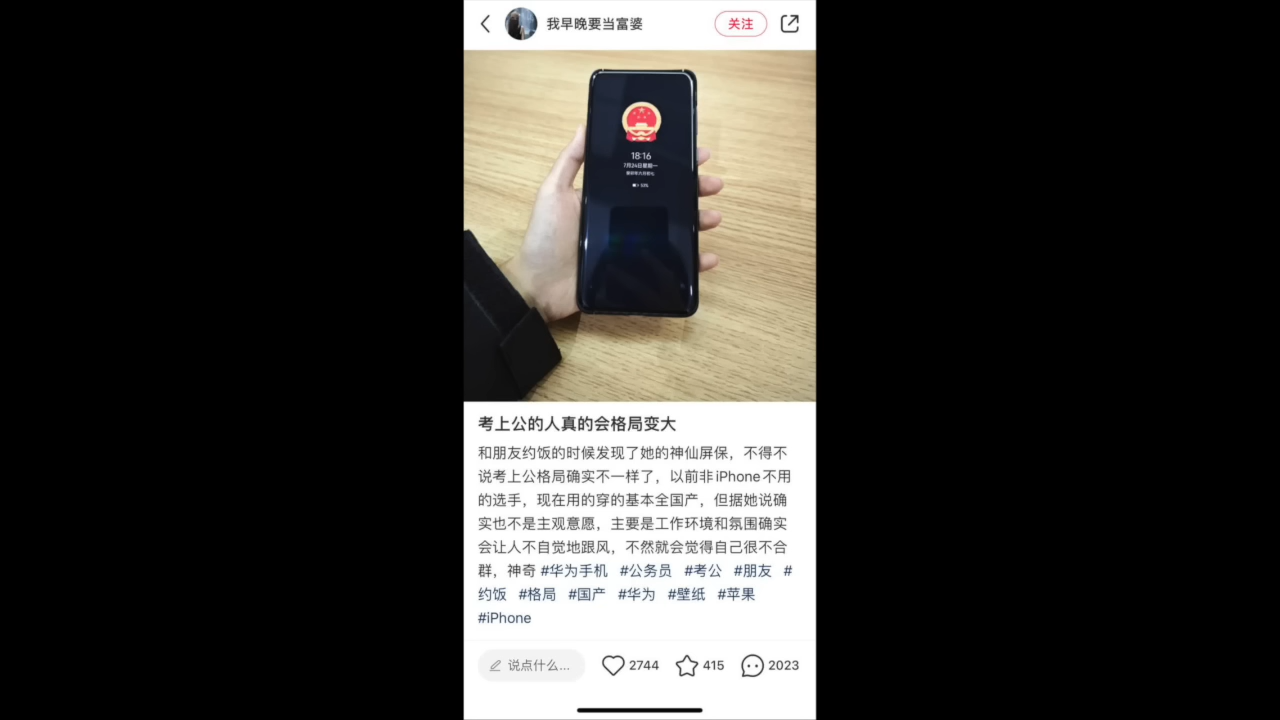 我早晚要当富婆
关注
18:16
7月24日星期一
考上公的人真的会格局变大
和朋友约饭的时候发现了她的神仙屏保，不得不
说考上公格局确实不一样了，以前非iPhone不用
的选手，现在用的穿的基本全国产，但据她说确
实也不是主观意愿，主要是工作环境和氛围确实
会让人不自觉地跟风，不然就会觉得自己很不合
群，神奇 #华为手机 #公务员 #考公 #朋友 #
约饭 #格局 #国产 #华为 #壁纸 #苹果
#iPhone
说点什么... 2744 415 2023